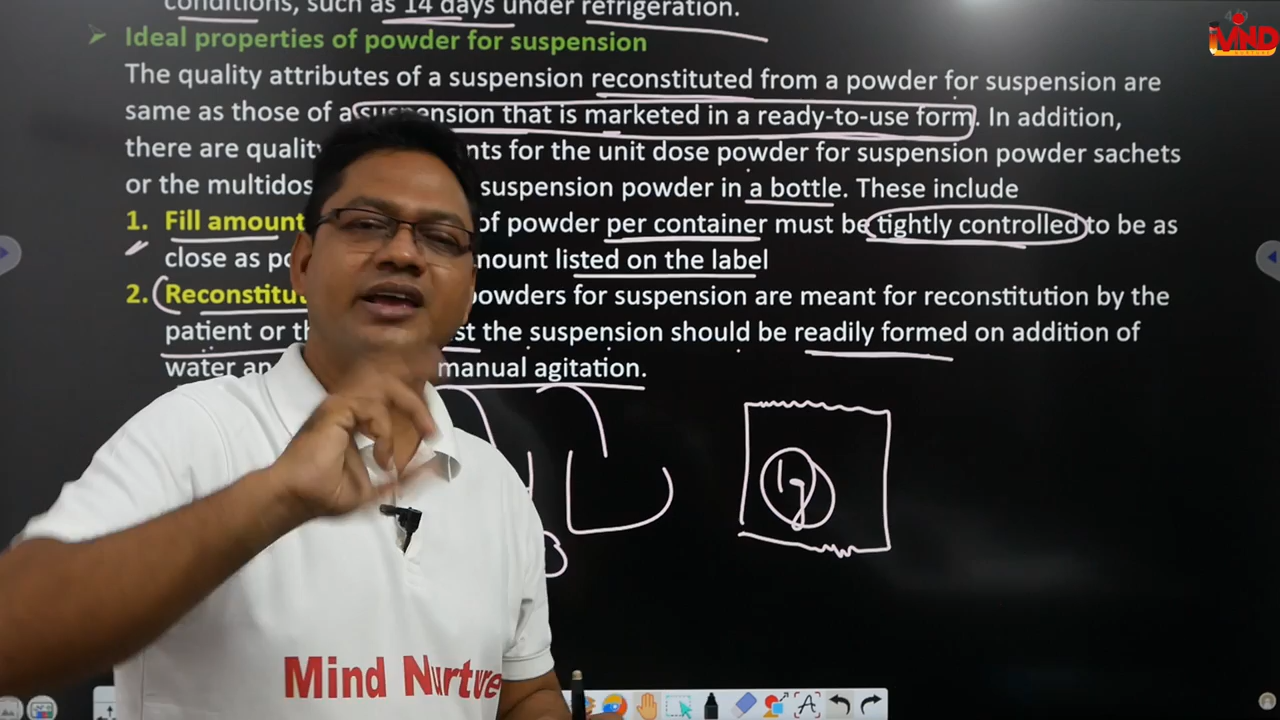 conditions, such as 14 days under refrigeration.
MND
Ideal properties of powder for suspension
The quality attributes of a suspension reconstituted from a powder for suspension are
same as those of a suspension that is marketed in a ready-to-use form. In addition,
there are quality nts for the unit dose powder for suspension powder sachets
or the multidos suspension powder in a bottle. These include
1. Fill amount of powder per container must be tightly controlled to be as
close as po mount listed on the label
2. Reconstitut powders for suspension are meant for reconstitution by the
patient or th st the suspension should be readily formed on addition of
water an manual agitation.
1g
Mind Nurture
A